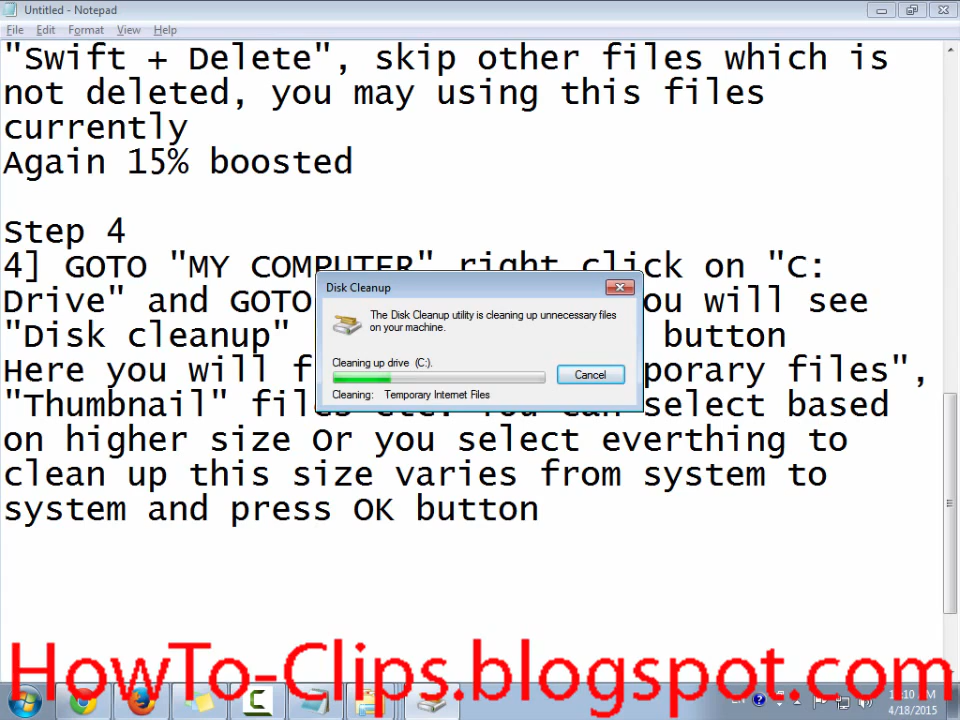 Untitled - Notepad
File Edit Format View Help
"Swift + Delete", skip other files which is
not deleted, you may using this files
currently
Again 15% boosted
Step 4
4] GOTO "MY COMPUTER" right click on "C:
Drive" and GOTO ou will see
"Disk cleanup" button
Here you will f porary files",
"Thumbnail" files etc. You can select based
on higher size Or you select everthing to
clean up this size varies from system to
system and press OK button
Disk Cleanup
The Disk Cleanup utility is cleaning up unnecessary files
on your machine.
Cleaning up drive (C:).
Cancel
Cleaning: Temporary Internet Files
HowTo-Clips.blogspot.com
EN
4/18/2015